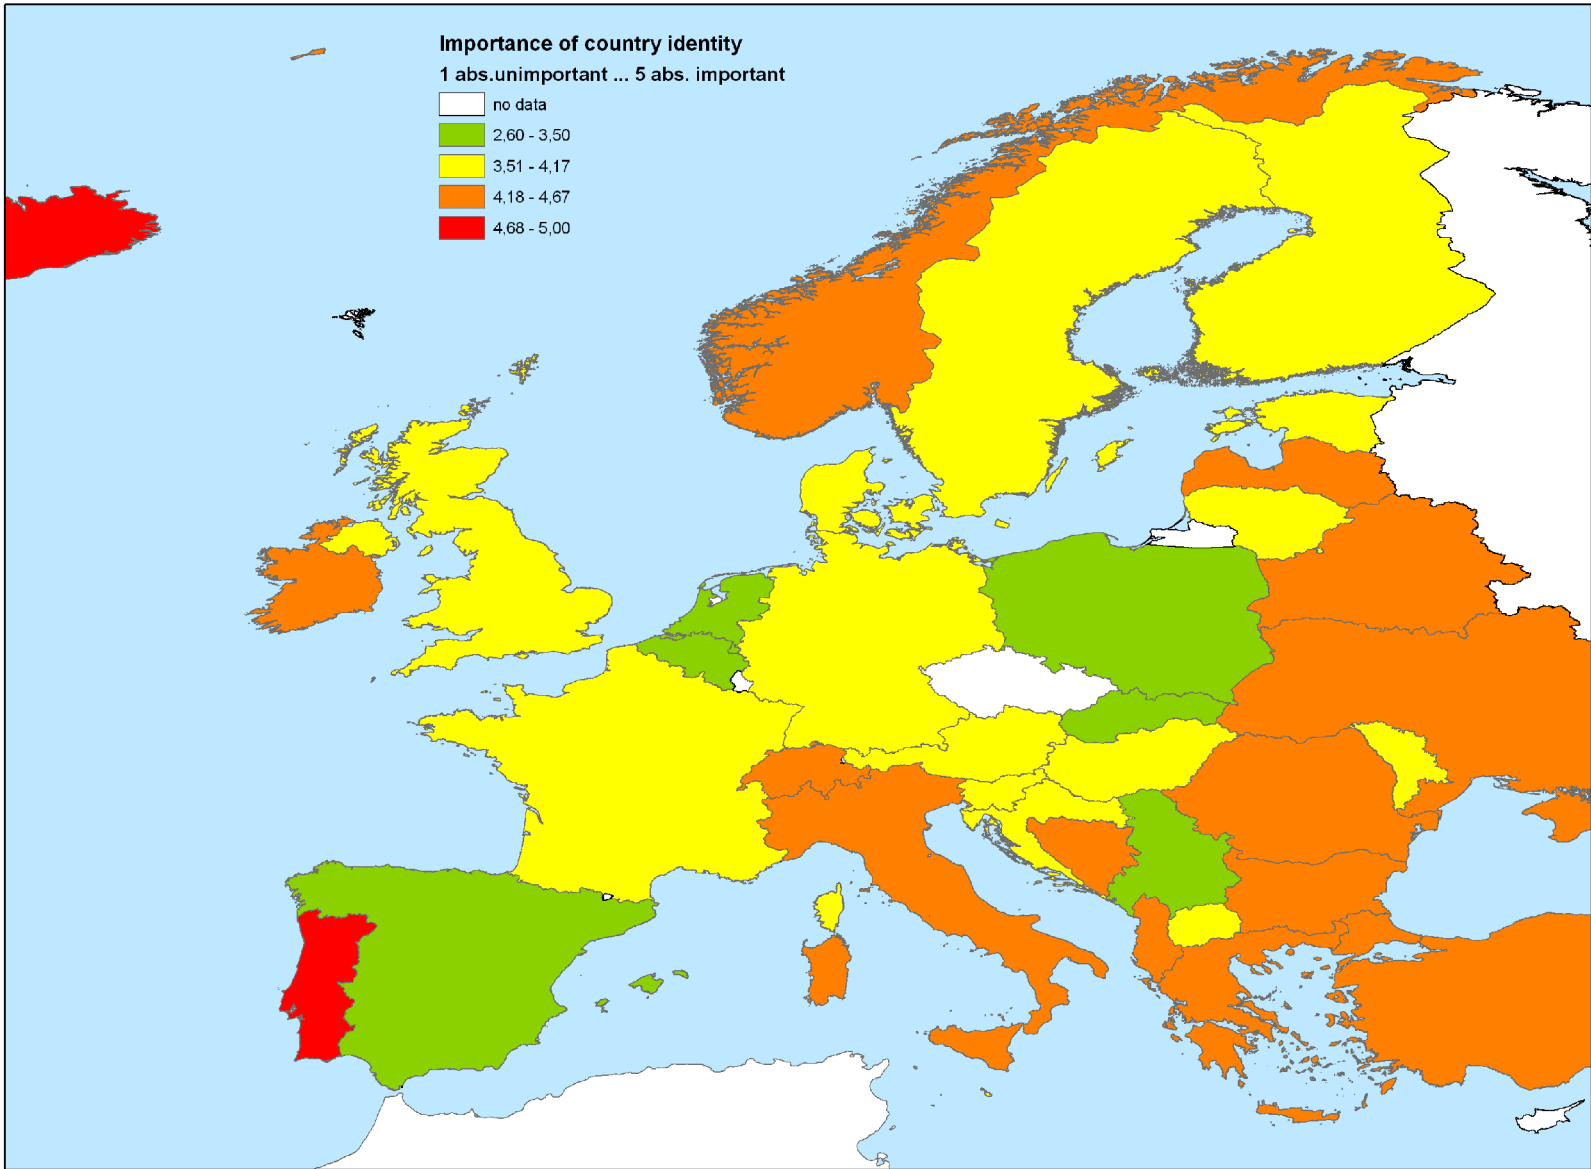 Importance of country identity
1 abs.unimportant ... 5 abs. important
no data
2,60 - 3,50
3,51 - 4,17
4,18 - 4,67
4,68 - 5,00